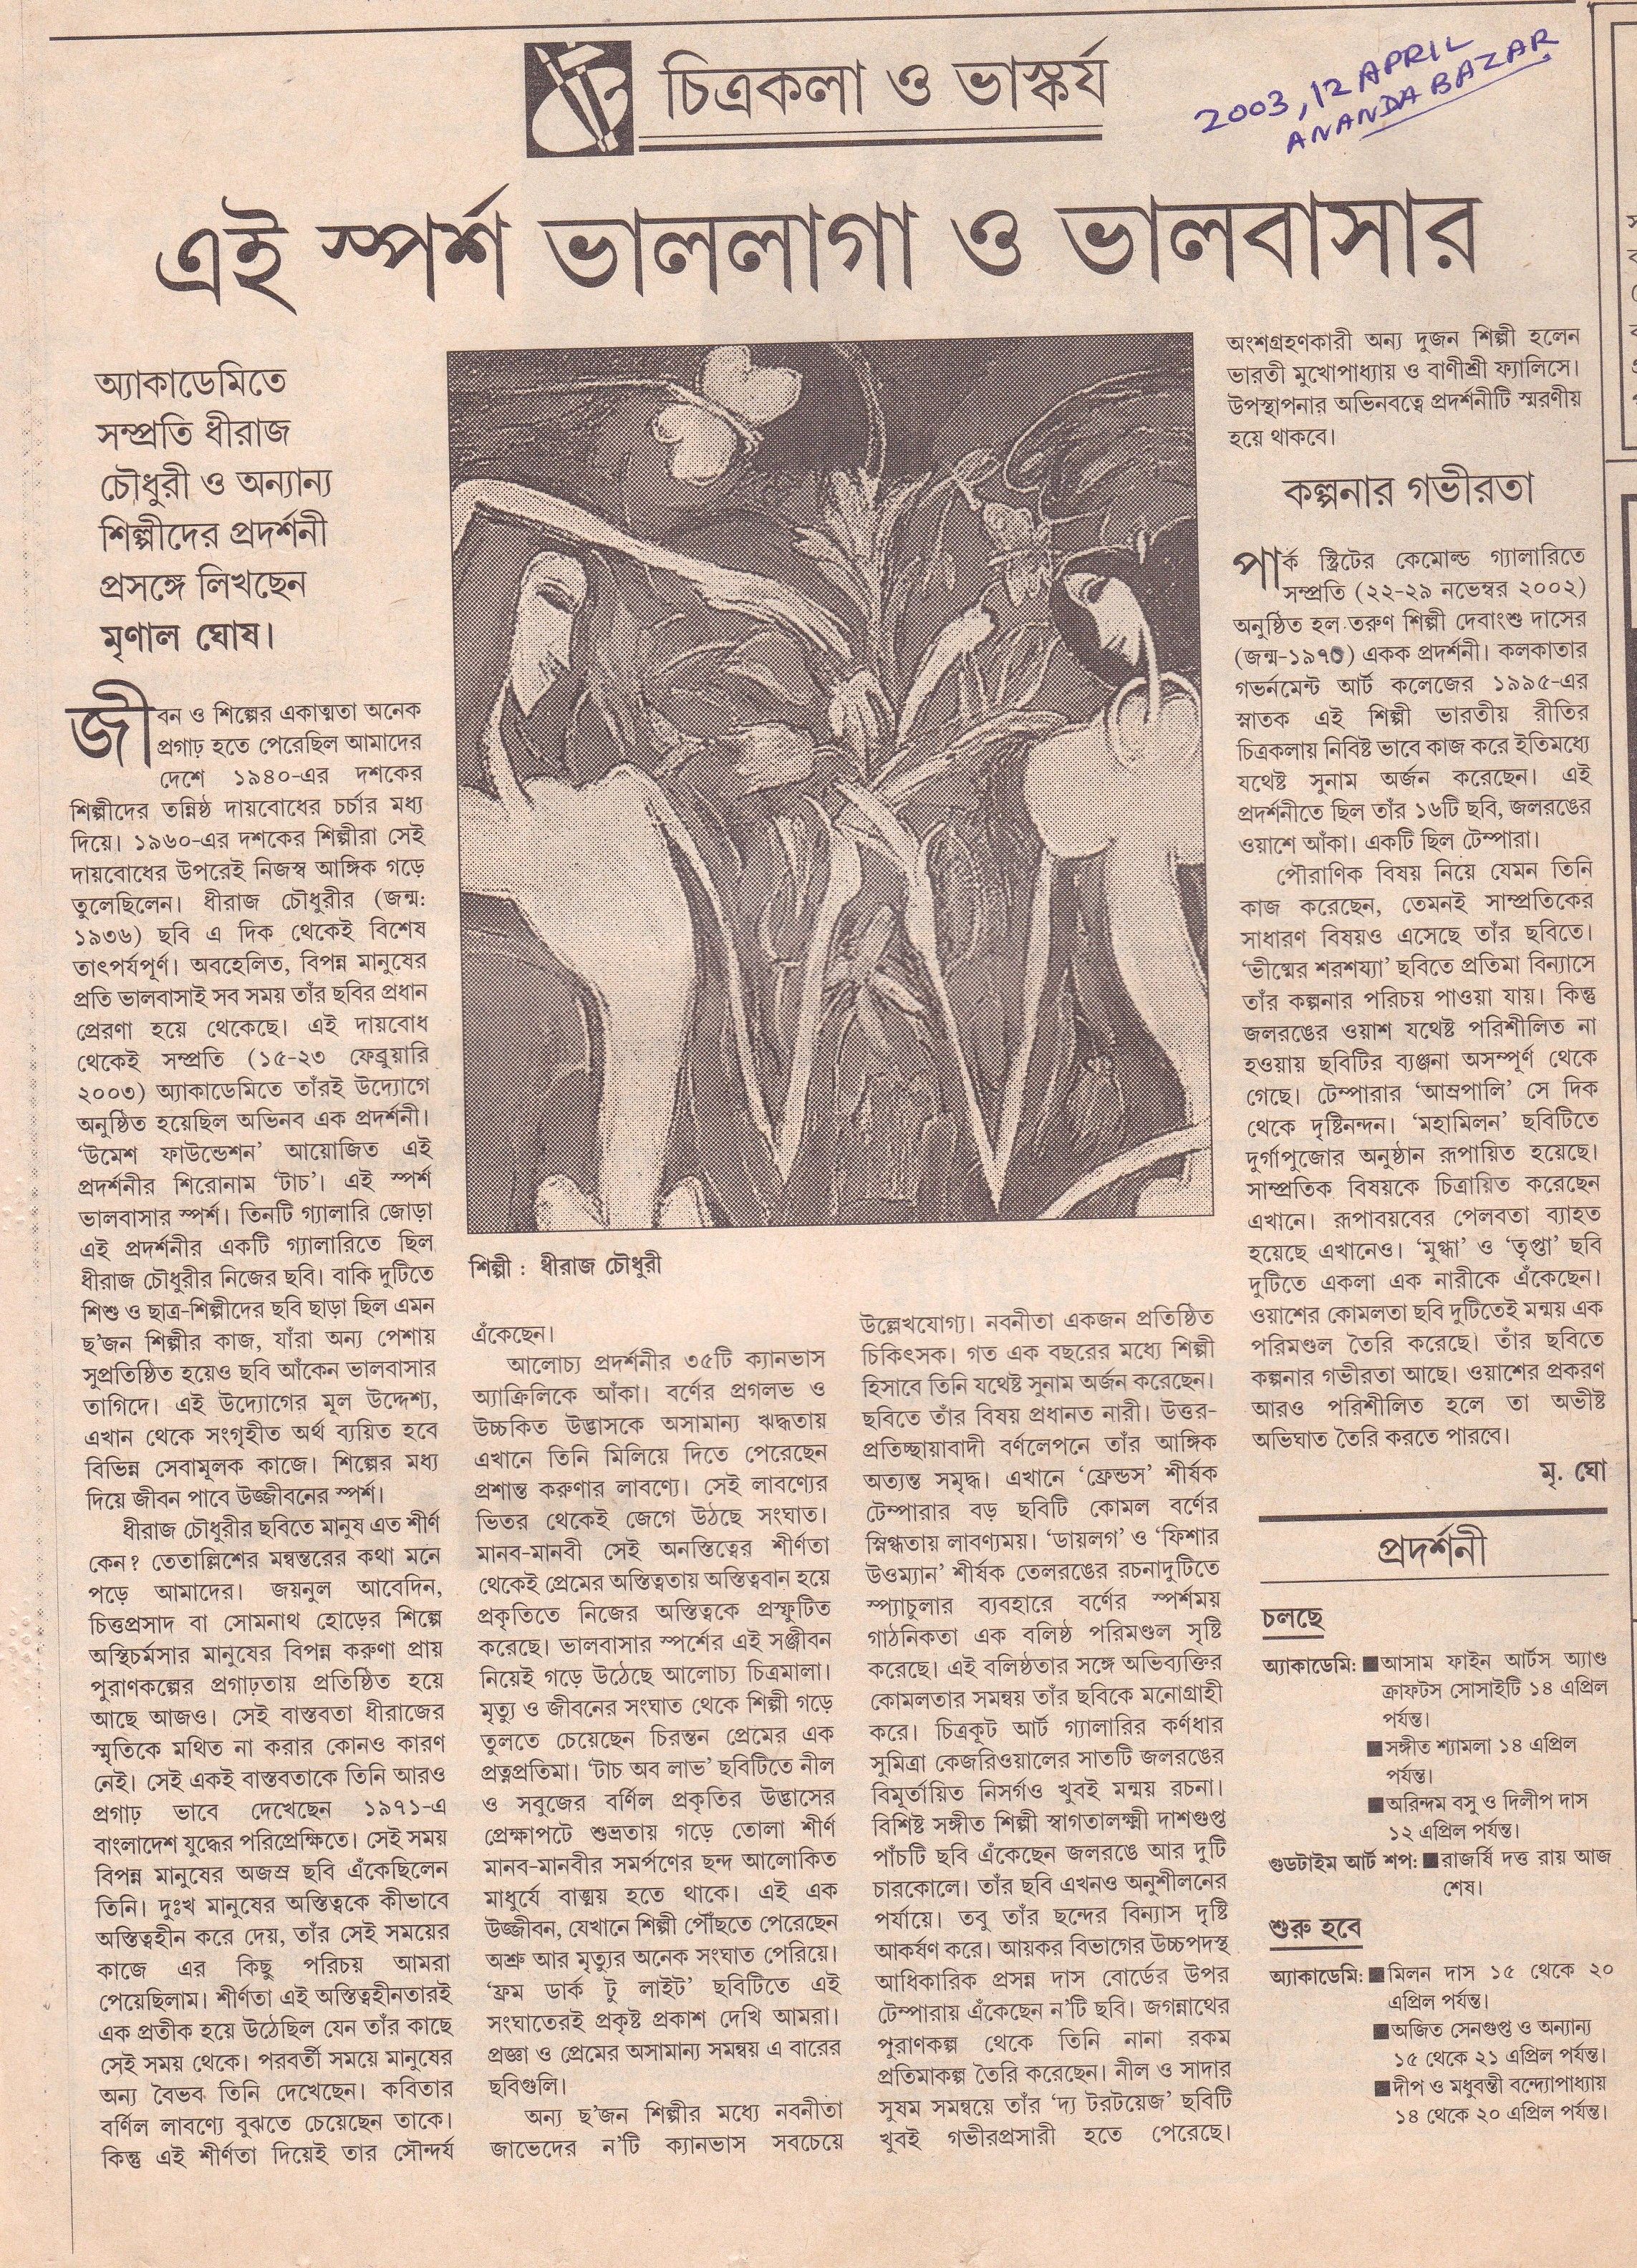 চিত্রকলা ও ভাস্কর্য
2003, 12 APRIL
ANANDA BAZAR
এই স্পর্শ ভাললাগা ও ভালবাসার
অ্যাকাডেমিতে
সম্প্রতি ধীরাজ
চৌধুরী ও অন্যান্য
শিল্পীদের প্রদর্শনী
প্রসঙ্গে লিখছেন
মৃণাল ঘোষ।
জীবন ও শিল্পের একাত্মতা অনেক
প্রগাঢ় হতে পেরেছিল আমাদের
দেশে ১৯৪০-এর দশকের
শিল্পীদের তন্নিষ্ঠ দায়বোধের চর্চার মধ্য
দিয়ে। ১৯৬০-এর দশকের শিল্পীরা সেই
দায়বোধের উপরেই নিজস্ব আঙ্গিক গড়ে
তুলেছিলেন। ধীরাজ চৌধুরীর (জন্ম:
১৯৩৬) ছবি এ দিক থেকেই বিশেষ
তাৎপর্যপূর্ণ। অবহেলিত, বিপন্ন মানুষের
প্রতি ভালবাসাই সব সময় তাঁর ছবির প্রধান
প্রেরণা হয়ে থেকেছে। এই দায়বোধ
থেকেই সম্প্রতি (১৫-২৩ ফেব্রুয়ারি
২০০৩) অ্যাকাডেমিতে তাঁরই উদ্যোগে
অনুষ্ঠিত হয়েছিল অভিনব এক প্রদর্শনী।
‘উমেশ ফাউন্ডেশন’ আয়োজিত এই
প্রদর্শনীর শিরোনাম ‘টাচ’। এই স্পর্শ
ভালবাসার স্পর্শ। তিনটি গ্যালারি জোড়া
এই প্রদর্শনীর একটি গ্যালারিতে ছিল
ধীরাজ চৌধুরীর নিজের ছবি। বাকি দুটিতে
শিশু ও ছাত্র-শিল্পীদের ছবি ছাড়া ছিল এমন
ছ’জন শিল্পীর কাজ, যাঁরা অন্য পেশায়
সুপ্রতিষ্ঠিত হয়েও ছবি আঁকেন ভালবাসার
তাগিদে। এই উদ্যোগের মূল উদ্দেশ্য,
এখান থেকে সংগৃহীত অর্থ ব্যয়িত হবে
বিভিন্ন সেবামূলক কাজে। শিল্পের মধ্য
দিয়ে জীবন পাবে উজ্জীবনের স্পর্শ।
ধীরাজ চৌধুরীর ছবিতে মানুষ এত শীর্ণ
কেন? তেতাল্লিশের মন্বন্তরের কথা মনে
পড়ে আমাদের। জয়নুল আবেদিন,
চিত্তপ্রসাদ বা সোমনাথ হোড়ের শিল্পে
অস্থিচর্মসার মানুষের বিপন্ন করুণা প্রায়
পুরাণকল্পের প্রগাঢ়তায় প্রতিষ্ঠিত হয়ে
আছে আজও। সেই বাস্তবতা ধীরাজের
স্মৃতিকে মথিত না করার কোনও কারণ
নেই। সেই একই বাস্তবতাকে তিনি আরও
প্রগাঢ় ভাবে দেখেছেন ১৯৭১-এ
বাংলাদেশ যুদ্ধের পরিপ্রেক্ষিতে। সেই সময়
বিপন্ন মানুষের অজস্র ছবি এঁকেছিলেন
তিনি। দুঃখ মানুষের অস্তিত্বকে কীভাবে
অস্তিত্বহীন করে দেয়, তাঁর সেই সময়ের
কাজে এর কিছু পরিচয় আমরা
পেয়েছিলাম। শীর্ণতা এই অস্তিত্বহীনতারই
এক প্রতীক হয়ে উঠেছিল যেন তাঁর কাছে
সেই সময় থেকে। পরবর্তী সময়ে মানুষের
অন্য বৈভব তিনি দেখেছেন। কবিতার
বর্ণিল লাবণ্যে বুঝতে চেয়েছেন তাকে।
কিন্তু এই শীর্ণতা দিয়েই তার সৌন্দর্য
শিল্পী : ধীরাজ চৌধুরী
এঁকেছেন।
আলোচ্য প্রদর্শনীর ৩৫টি ক্যানভাস
অ্যাক্রিলিকে আঁকা। বর্ণের প্রগলভ ও
উচ্চকিত উদ্ভাসকে অসামান্য ঋদ্ধতায়
এখানে তিনি মিলিয়ে দিতে পেরেছেন
প্রশান্ত করুণার লাবণ্যে। সেই লাবণ্যের
ভিতর থেকেই জেগে উঠছে সংঘাত।
মানব-মানবী সেই অনস্তিত্বের শীর্ণতা
থেকেই প্রেমের অস্তিত্বতায় অস্তিত্ববান হয়ে
প্রকৃতিতে নিজের অস্তিত্বকে প্রস্ফুটিত
করেছে। ভালবাসার স্পর্শের এই সঞ্জীবন
নিয়েই গড়ে উঠেছে আলোচ্য চিত্রমালা।
মৃত্যু ও জীবনের সংঘাত থেকে শিল্পী গড়ে
তুলতে চেয়েছেন চিরন্তন প্রেমের এক
প্রত্নপ্রতিমা। ‘টাচ অব লাভ’ ছবিটিতে নীল
ও সবুজের বর্ণিল প্রকৃতির উদ্ভাসের
প্রেক্ষাপটে শুভ্রতায় গড়ে তোলা শীর্ণ
মানব-মানবীর সমর্পণের ছন্দ আলোকিত
মাধুর্যে বাঙ্ময় হতে থাকে। এই এক
উজ্জীবন, যেখানে শিল্পী পৌঁছতে পেরেছেন
অশ্রু আর মৃত্যুর অনেক সংঘাত পেরিয়ে।
‘ফ্রম ডার্ক টু লাইট’ ছবিটিতে এই
সংঘাতেরই প্রকৃষ্ট প্রকাশ দেখি আমরা।
প্রজ্ঞা ও প্রেমের অসামান্য সমন্বয় এ বারের
ছবিগুলি।
অন্য ছ’জন শিল্পীর মধ্যে নবনীতা
জাভেদের ন’টি ক্যানভাস সবচেয়ে
উল্লেখযোগ্য। নবনীতা একজন প্রতিষ্ঠিত
চিকিৎসক। গত এক বছরের মধ্যে শিল্পী
হিসাবে তিনি যথেষ্ট সুনাম অর্জন করেছেন।
ছবিতে তাঁর বিষয় প্রধানত নারী। উত্তর-
প্রতিচ্ছায়াবাদী বর্ণলেপনে তাঁর আঙ্গিক
অত্যন্ত সমৃদ্ধ। এখানে ‘ফ্রেন্ডস’ শীর্ষক
টেম্পারার বড় ছবিটি কোমল বর্ণের
স্নিগ্ধতায় লাবণ্যময়। ‘ডায়লগ’ ও ‘ফিশার
উওম্যান’ শীর্ষক তেলরঙের রচনাদুটিতে
স্প্যাচুলার ব্যবহারে বর্ণের স্পর্শময়
গাঠনিকতা এক বলিষ্ঠ পরিমণ্ডল সৃষ্টি
করেছে। এই বলিষ্ঠতার সঙ্গে অভিব্যক্তির
কোমলতার সমন্বয় তাঁর ছবিকে মনোগ্রাহী
করে। চিত্রকূট আর্ট গ্যালারির কর্ণধার
সুমিত্রা কেজরিওয়ালের সাতটি জলরঙের
বিমূর্তায়িত নিসর্গও খুবই মন্ময় রচনা।
বিশিষ্ট সঙ্গীত শিল্পী স্বাগতালক্ষ্মী দাশগুপ্ত
পাঁচটি ছবি এঁকেছেন জলরঙে আর দুটি
চারকোলে। তাঁর ছবি এখনও অনুশীলনের
পর্যায়ে। তবু তাঁর ছন্দের বিন্যাস দৃষ্টি
আকর্ষণ করে। আয়কর বিভাগের উচ্চপদস্থ
আধিকারিক প্রসন্ন দাস বোর্ডের উপর
টেম্পারায় এঁকেছেন ন’টি ছবি। জগন্নাথের
পুরাণকল্প থেকে তিনি নানা রকম
প্রতিমাকল্প তৈরি করেছেন। নীল ও সাদার
সুষম সমন্বয়ে তাঁর ‘দ্য টরটয়েজ’ ছবিটি
খুবই গভীরপ্রসারী হতে পেরেছে।
অংশগ্রহণকারী অন্য দুজন শিল্পী হলেন
ভারতী মুখোপাধ্যায় ও বাণীশ্রী ফ্যালিসে।
উপস্থাপনার অভিনবত্বে প্রদর্শনীটি স্মরণীয়
হয়ে থাকবে।
কল্পনার গভীরতা
পার্ক স্ট্রিটের কেমোল্ড গ্যালারিতে
সম্প্রতি (২২-২৯ নভেম্বর ২০০২)
অনুষ্ঠিত হল তরুণ শিল্পী দেবাংশু দাসের
(জন্ম-১৯৭০) একক প্রদর্শনী। কলকাতার
গভর্নমেন্ট আর্ট কলেজের ১৯৯৫-এর
স্নাতক এই শিল্পী ভারতীয় রীতির
চিত্রকলায় নিবিষ্ট ভাবে কাজ করে ইতিমধ্যে
যথেষ্ট সুনাম অর্জন করেছেন। এই
প্রদর্শনীতে ছিল তাঁর ১৬টি ছবি, জলরঙের
ওয়াশে আঁকা। একটি ছিল টেম্পারা।
পৌরাণিক বিষয় নিয়ে যেমন তিনি
কাজ করেছেন, তেমনই সাম্প্রতিকের
সাধারণ বিষয়ও এসেছে তাঁর ছবিতে।
‘ভীষ্মের শরশয্যা’ ছবিতে প্রতিমা বিন্যাসে
তাঁর কল্পনার পরিচয় পাওয়া যায়। কিন্তু
জলরঙের ওয়াশ যথেষ্ট পরিশীলিত না
হওয়ায় ছবিটির ব্যঞ্জনা অসম্পূর্ণ থেকে
গেছে। টেম্পারার ‘আম্রপালি’ সে দিক
থেকে দৃষ্টিনন্দন। ‘মহামিলন’ ছবিটিতে
দুর্গাপুজোর অনুষ্ঠান রূপায়িত হয়েছে।
সাম্প্রতিক বিষয়কে চিত্রায়িত করেছেন
এখানে। রূপাবয়বের পেলবতা ব্যাহত
হয়েছে এখানেও। ‘মুগ্ধা’ ও ‘তৃপ্তা’ ছবি
দুটিতে একলা এক নারীকে এঁকেছেন।
ওয়াশের কোমলতা ছবি দুটিতেই মন্ময় এক
পরিমণ্ডল তৈরি করেছে। তাঁর ছবিতে
কল্পনার গভীরতা আছে। ওয়াশের প্রকরণ
আরও পরিশীলিত হলে তা অভীষ্ট
অভিঘাত তৈরি করতে পারবে।
মৃ. ঘো
প্রদর্শনী
চলছে
অ্যাকাডেমি: ■আসাম ফাইন আর্টস অ্যাণ্ড
ক্রাফটস সোসাইটি ১৪ এপ্রিল
পর্যন্ত।
■সঙ্গীত শ্যামলা ১৪ এপ্রিল
পর্যন্ত।
■অরিন্দম বসু ও দিলীপ দাস
১২ এপ্রিল পর্যন্ত।
গুডটাইম আর্ট শপ: ■রাজর্ষি দত্ত রায় আজ
শেষ।
শুরু হবে
অ্যাকাডেমি: ■মিলন দাস ১৫ থেকে ২০
এপ্রিল পর্যন্ত।
■অজিত সেনগুপ্ত ও অন্যান্য
১৫ থেকে ২১ এপ্রিল পর্যন্ত।
■দীপ ও মধুবন্তী বন্দ্যোপাধ্যায়
১৪ থেকে ২০ এপ্রিল পর্যন্ত।